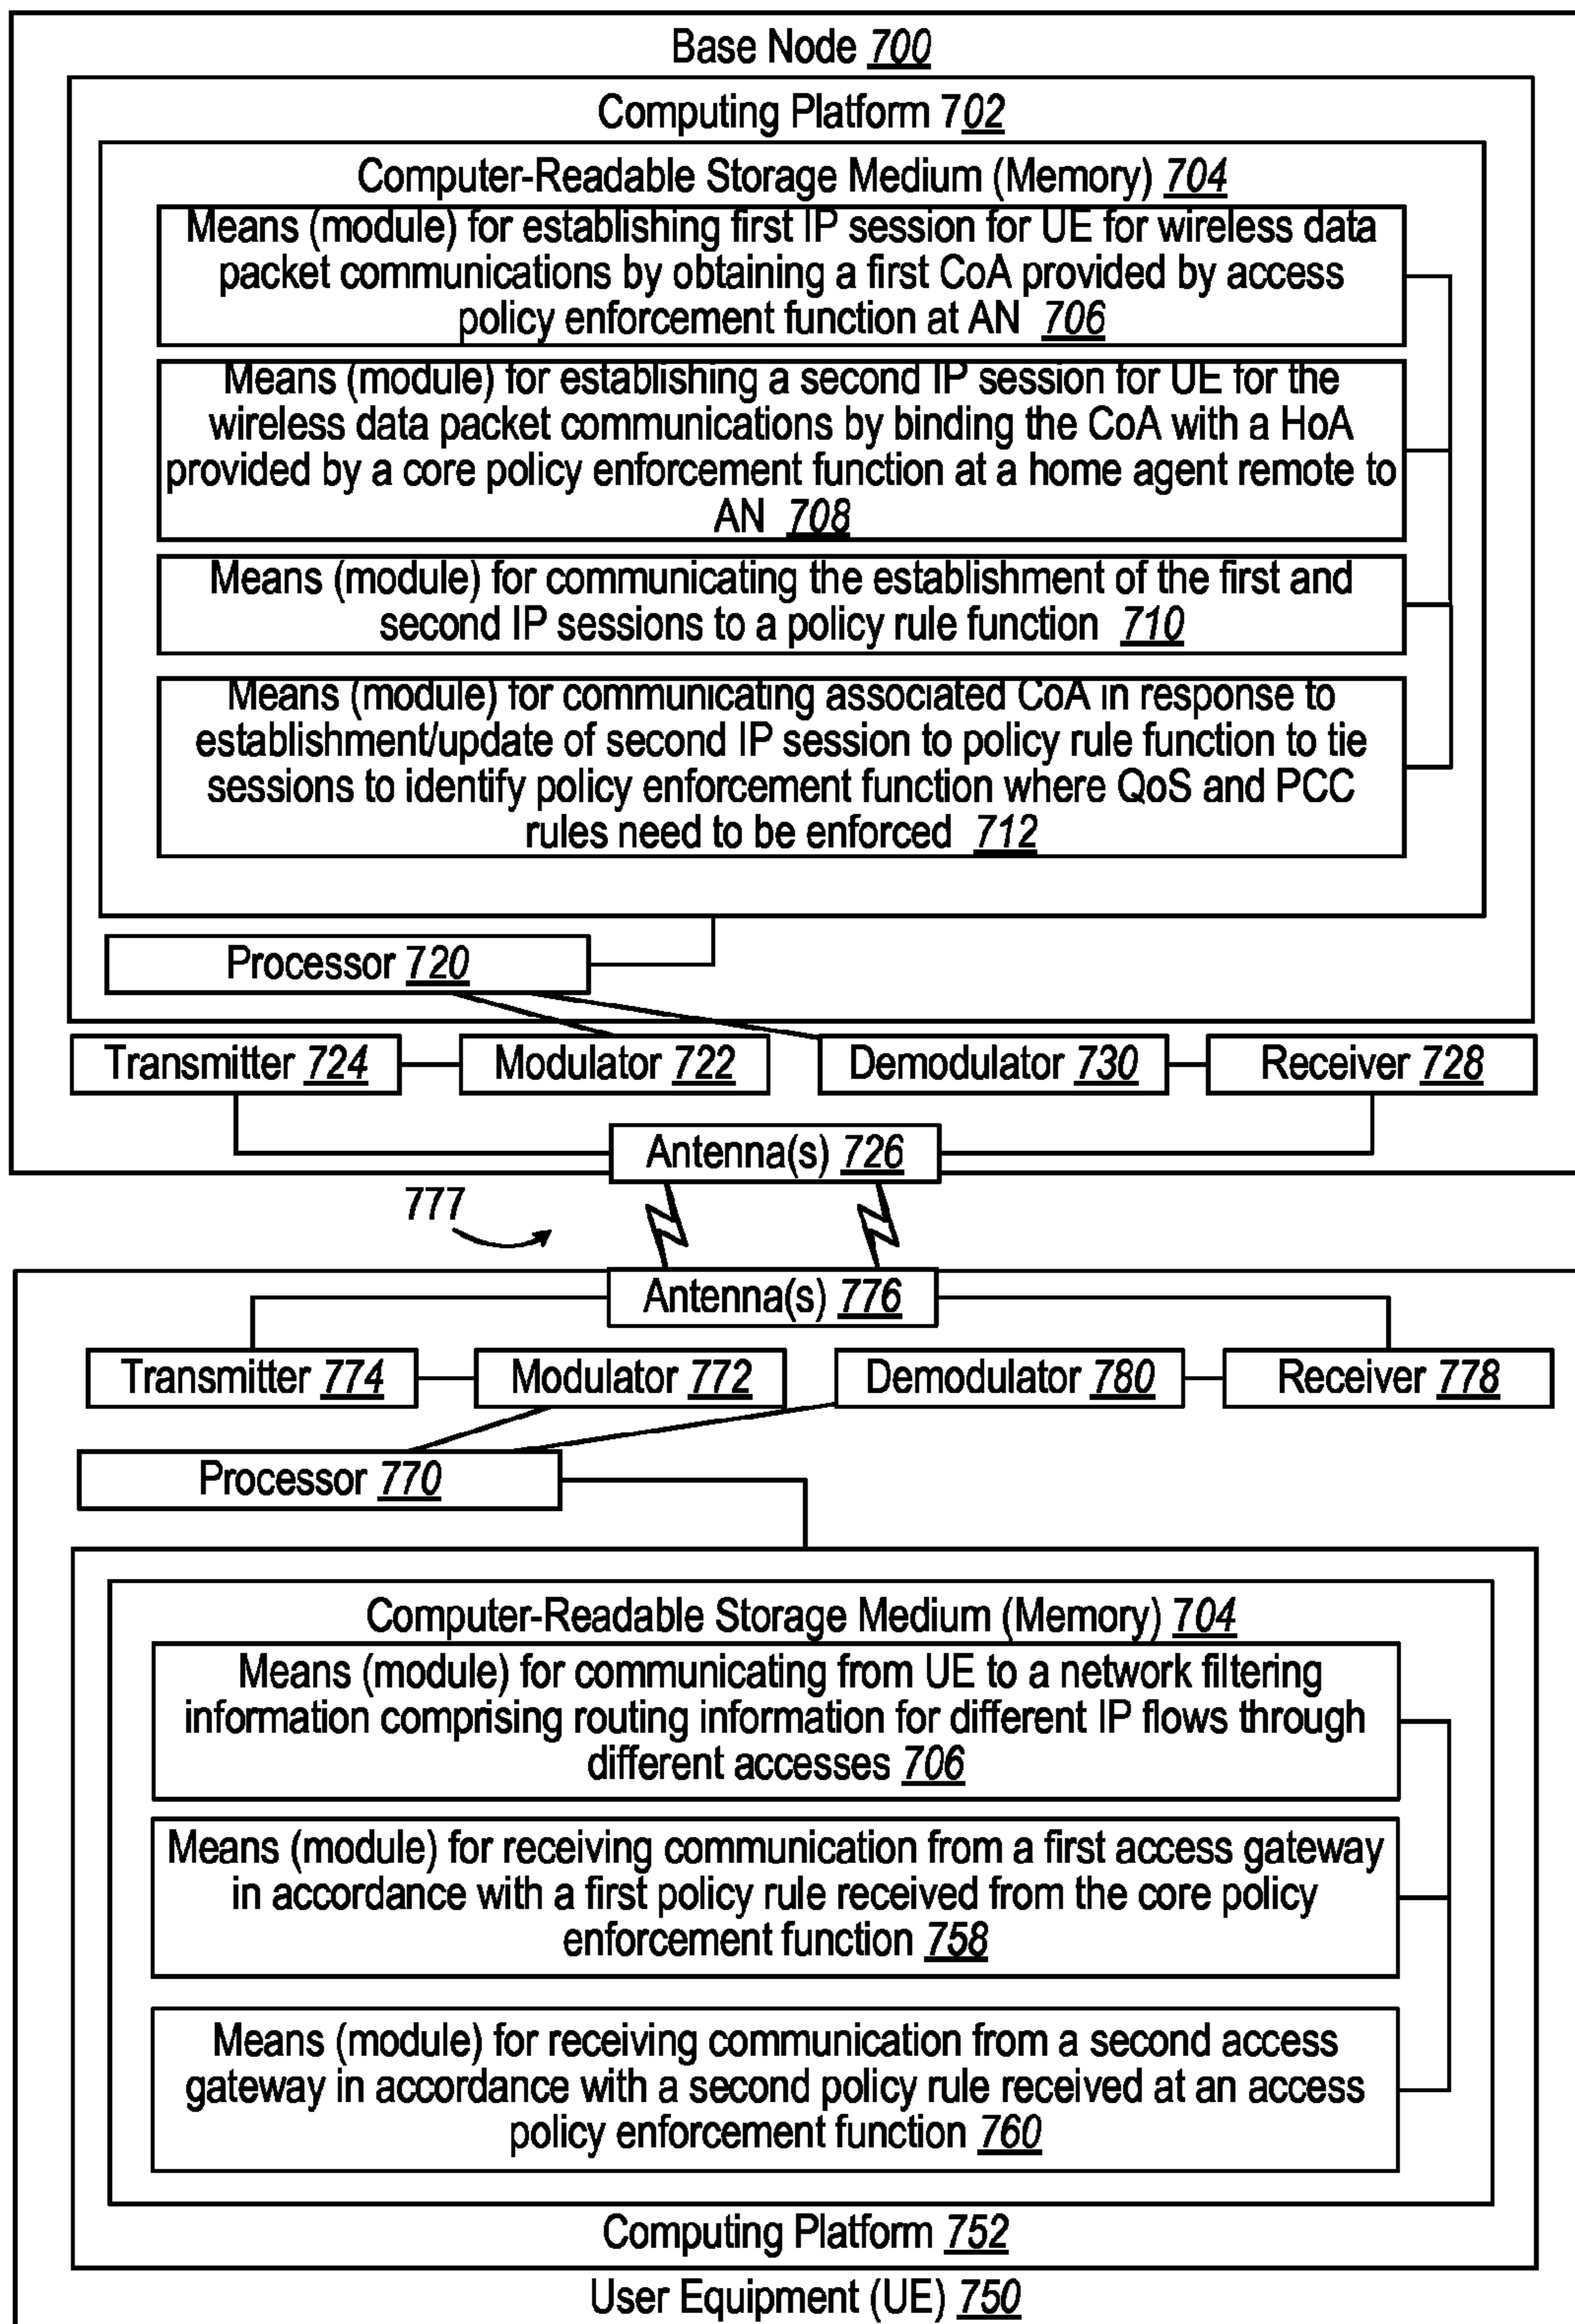 Base Node 700
Computing Platform 702
Computer-Readable Storage Medium (Memory) 704
Means (module) for establishing first IP session for UE for wireless data
packet communications by obtaining a first CoA provided by access
policy enforcement function at AN 706
Means (module) for establishing a second IP session for UE for the
wireless data packet communications by binding the CoA with a HoA
provided by a core policy enforcement function at a home agent remote to
AN 708
Means (module) for communicating the establishment of the first and
second IP sessions to a policy rule function 710
Means (module) for communicating associated CoA in response to
establishment/update of second IP session to policy rule function to tie
sessions to identify policy enforcement function where QoS and PCC
rules need to be enforced 712
Processor 720
Transmitter 724
Modulator 722
Demodulator 730
Receiver 728
Antenna(s) 726
777
Antenna(s) 776
Transmitter 774
Modulator 772
Demodulator 780
Receiver 778
Processor 770
Computer-Readable Storage Medium (Memory) 704
Means (module) for communicating from UE to a network filtering
information comprising routing information for different IP flows through
different accesses 706
Means (module) for receiving communication from a first access gateway
in accordance with a first policy rule received from the core policy
enforcement function 758
Means (module) for receiving communication from a second access
gateway in accordance with a second policy rule received at an access
policy enforcement function 760
Computing Platform 752
User Equipment (UE) 750